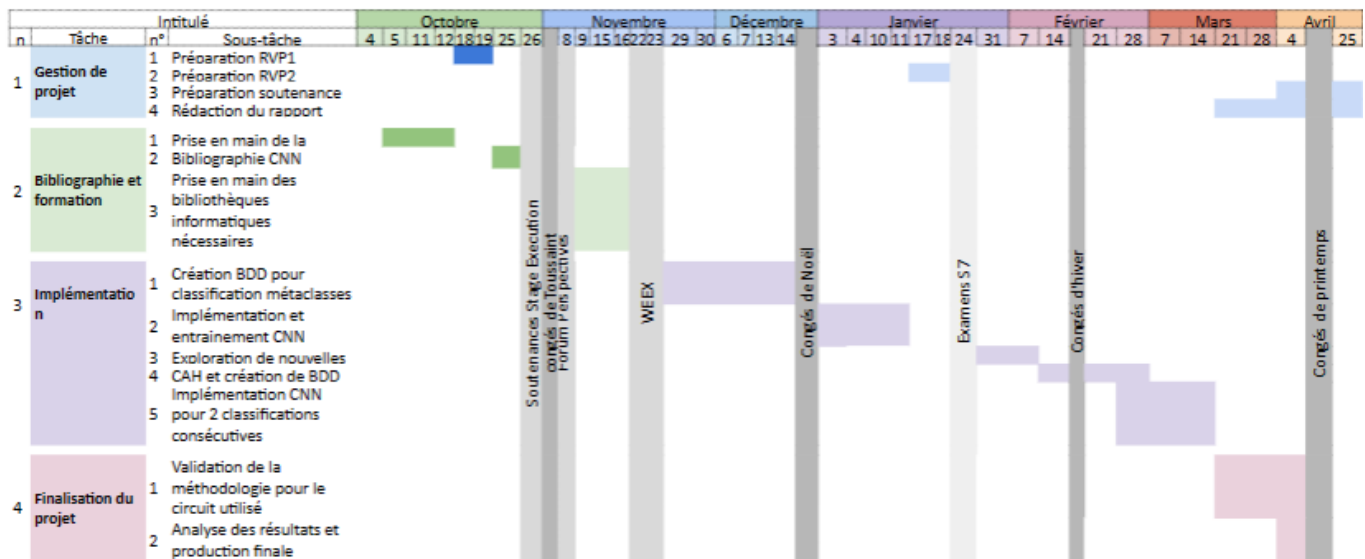 Intitulé Octobre Novembre Décembre Janvier Février Mars Avril
n Tâche n° Sous-tâche 4 5 11 12 18 19 25 26 8 9 15 16 22 23 29 30 6 7 13 14 3 4 10 11 17 18 24 31 7 14 21 28 7 14 21 28 4 25
1 Gestion de projet
1 Préparation RVP1
2 Préparation RVP2
3 Préparation soutenance
4 Rédaction du rapport
2 Bibliographie et formation
1 Prise en main de la
2 Bibliographie CNN
3 Prise en main des
bibliothèques
informatiques
nécessaires
3 Implémentatio
n
1 Création BDD pour
classification métaclasses
2 Implémentation et
entrainement CNN
3 Exploration de nouvelles
4 CAH et création de BDD
5 Implémentation CNN
pour 2 classifications
consécutives
4 Finalisation du
projet
1 Validation de la
méthodologie pour le
circuit utilisé
2 Analyse des résultats et
production finale
Soutenances Stage Execution
congés de Toussaint
Forum Perspectives
WEEX
Congés de Noël
Examens S7
Congés d'hiver
Congés de printemps